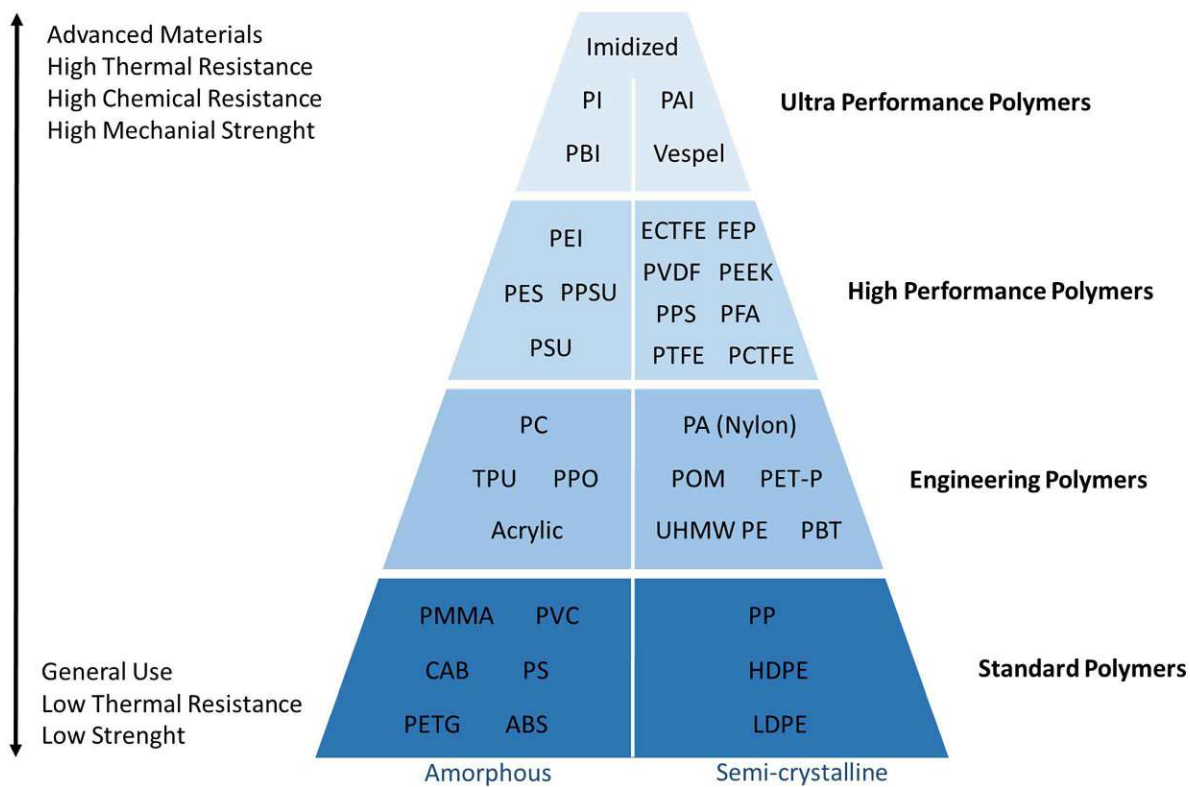 Advanced Materials
High Thermal Resistance
High Chemical Resistance
High Mechanial Strenght
Imidized
PI PAI
PBI Vespel
Ultra Performance Polymers
PEI
PES PPSU
PSU
ECTFE FEP
PVDF PEEK
PPS PFA
PTFE PCTFE
High Performance Polymers
PC
TPU PPO
Acrylic
PA (Nylon)
POM PET-P
UHMW PE PBT
Engineering Polymers
PMMA PVC
CAB PS
PETG ABS
PP
HDPE
LDPE
Standard Polymers
General Use
Low Thermal Resistance
Low Strenght
Amorphous
Semi-crystalline